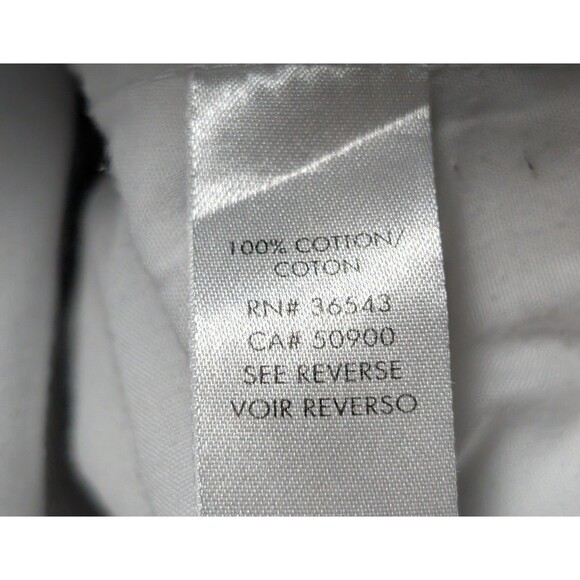 100% COTTON/
COTON
RN# 36543
CA# 50900
SEE REVERSE
VOIR REVERSO